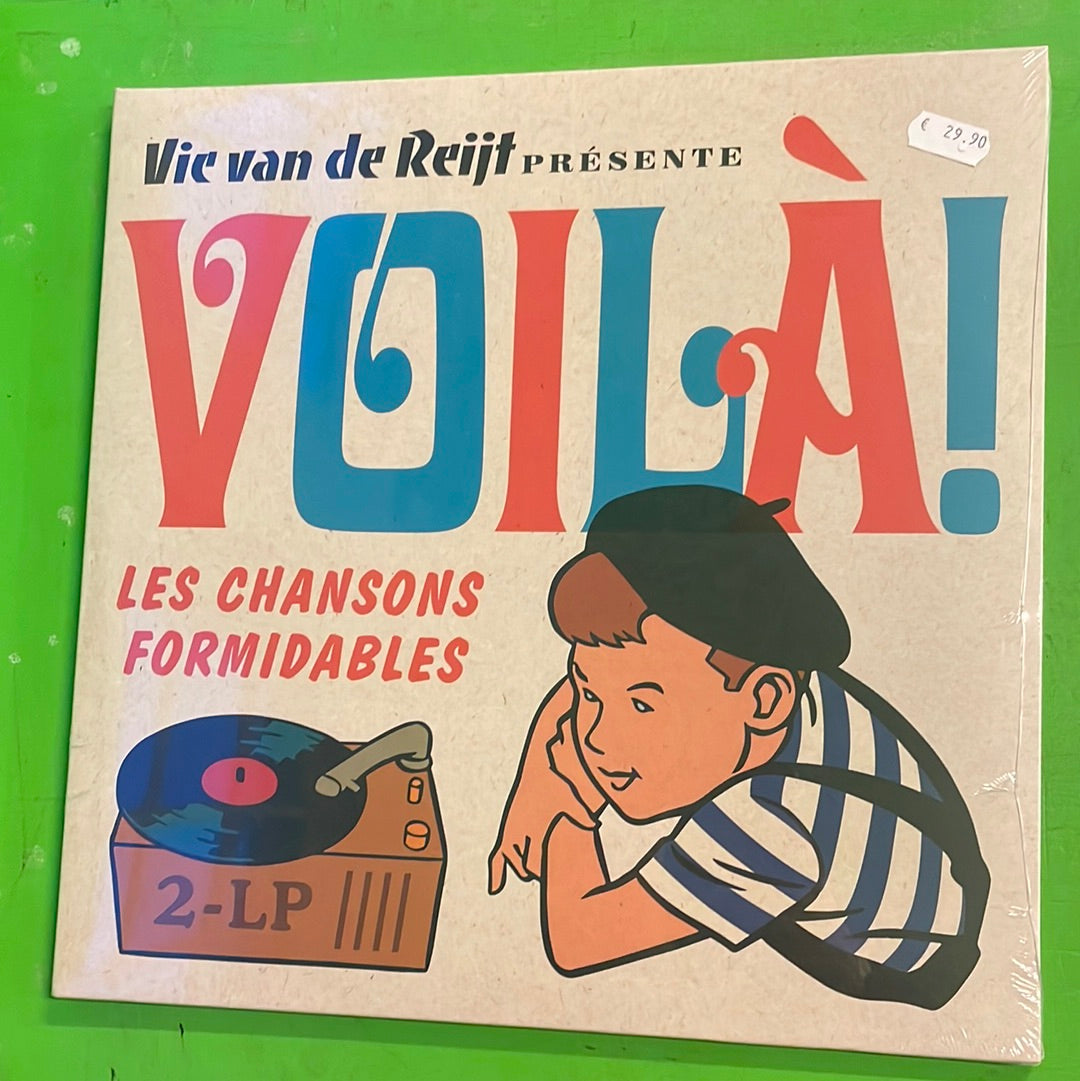 Vic van de Reijt PRÉSENTE
€ 29.90
VOILÀ!
LES CHANSONS
FORMIDABLES
2-LP